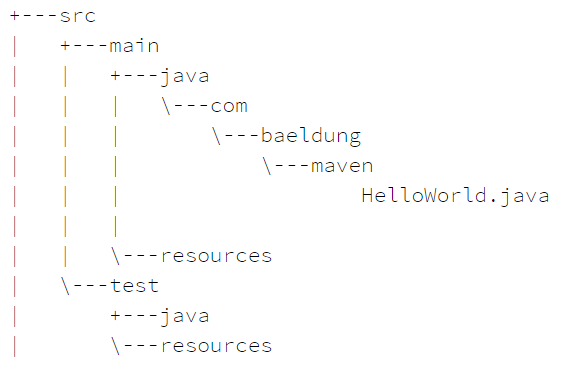 +---src
|   +---main
|   |   +---java
|   |   |   \---com
|   |   |       \---baeldung
|   |   |           \---maven
|   |   |                   HelloWorld.java
|   |   |
|   |   \---resources
|   \---test
|       +---java
|       \---resources